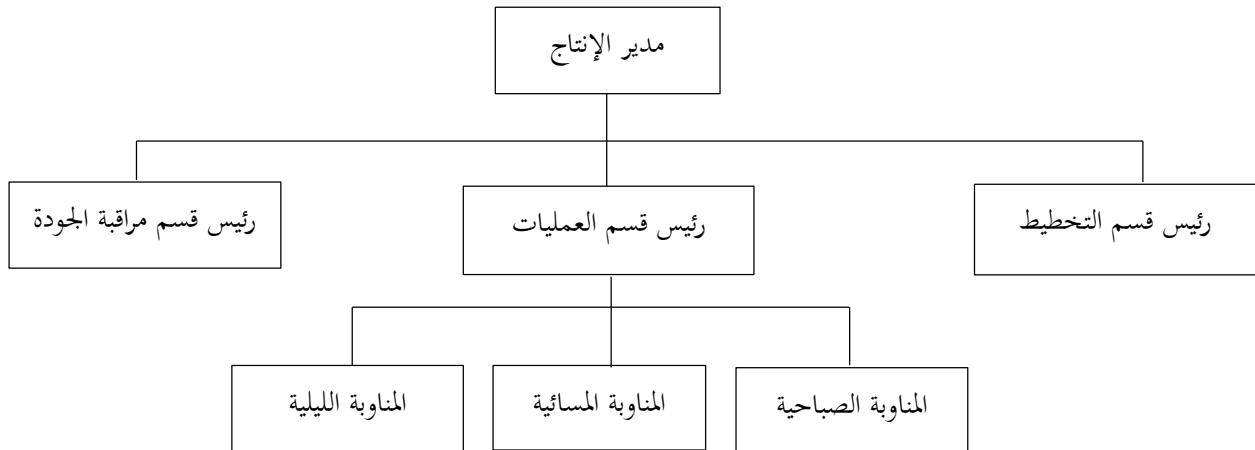 مدير الإنتاج
رئيس قسم التخطيط
رئيس قسم العمليات
رئيس قسم مراقبة الجودة
المناوبة الصباحية
المناوبة المسائية
المناوبة الليلية